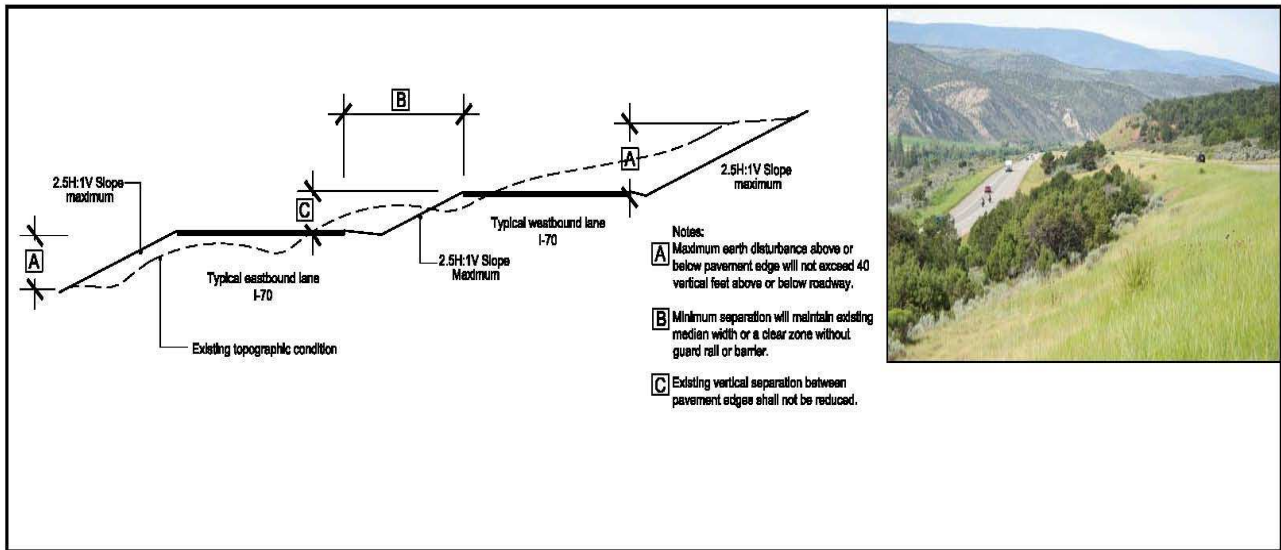 B
2.5H:1V Slope
maximum
A
C
A
2.5H:1V Slope
maximum
Typical eastbound lane
I-70
2.5H:1V Slope
Maximum
Typical westbound lane
I-70
Existing topographic condition
Notes:
A Maximum earth disturbance above or
below pavement edge will not exceed 40
vertical feet above or below roadway.
B Minimum separation will maintain existing
median width or a clear zone without
guard rail or barrier.
C Existing vertical separation between
pavement edges shall not be reduced.